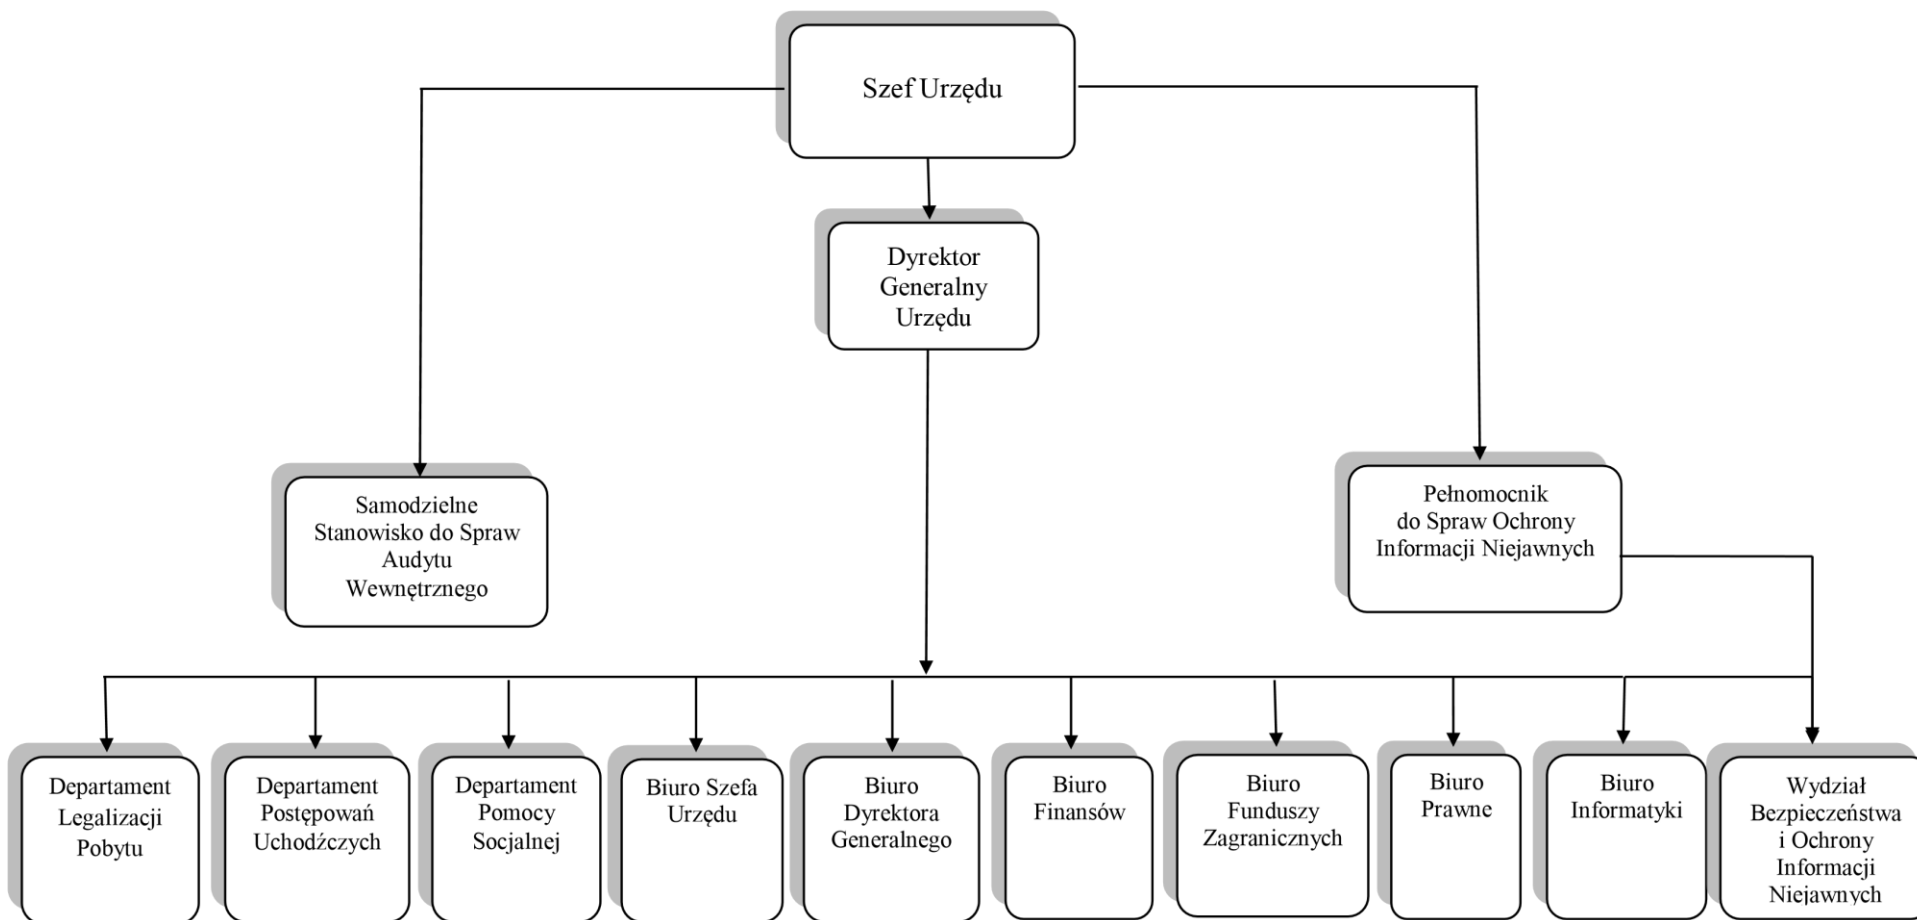 Szef Urzędu
Dyrektor
Generalny
Urzędu
Samodzielne
Stanowisko do Spraw
Audytu
Wewnętrznego
Pełnomocnik
do Spraw Ochrony
Informacji Niejawnych
Departament
Legalizacji
Pobytu
Departament
Postępowań
Uchodźczych
Departament
Pomocy
Socjalnej
Biuro Szefa
Urzędu
Biuro
Dyrektora
Generalnego
Biuro
Finansów
Biuro
Funduszy
Zagranicznych
Biuro
Prawne
Biuro
Informatyki
Wydział
Bezpieczeństwa
i Ochrony
Informacji
Niejawnych